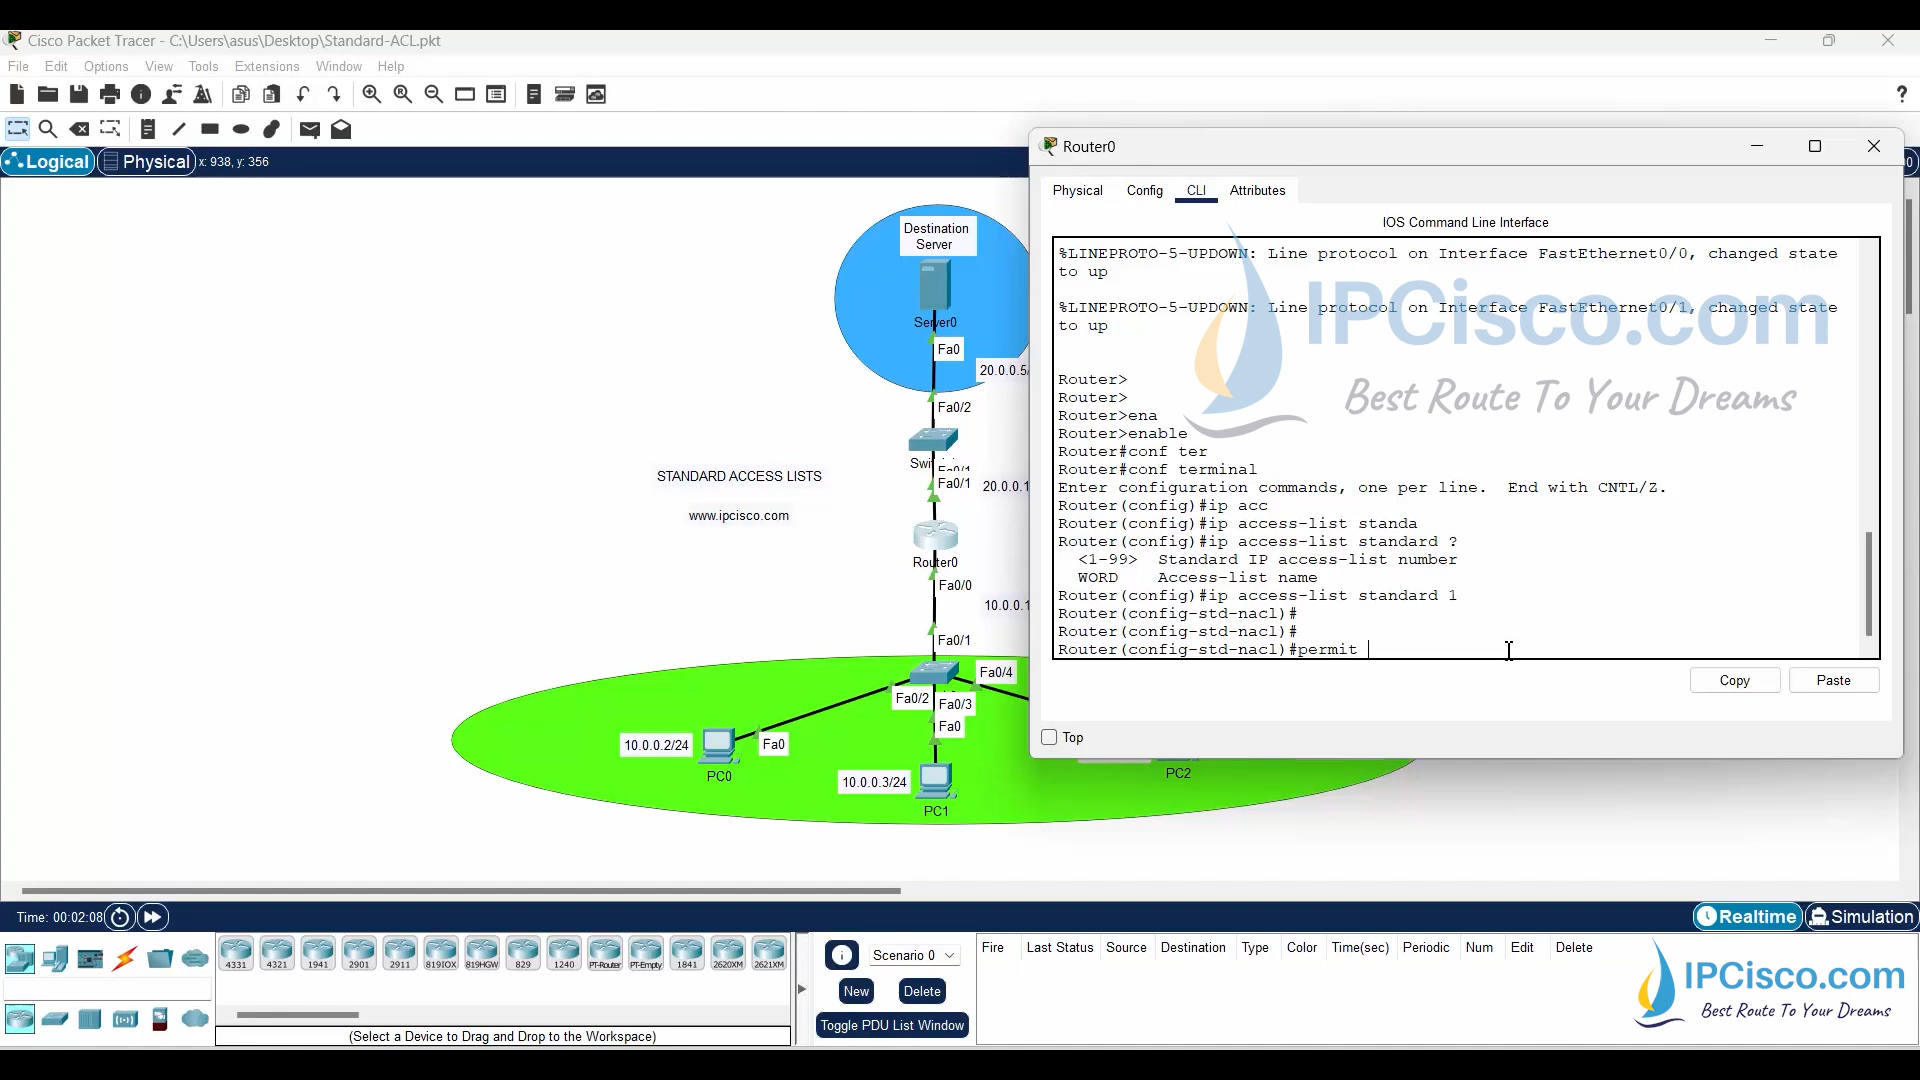 Cisco Packet Tracer - C:\Users\asus\Desktop\Standard-ACL.pkt
File Edit Options View Tools Extensions Window Help
Logical Physical x: 938, y: 356
Destination
Server
Server0
Fa0
20.0.0.5/
Fa0/2
Fa0/1
Fa0/1
20.0.0.1
STANDARD ACCESS LISTS
www.ipcisco.com
Router0
Fa0/0
10.0.0.1
Fa0/1
Fa0/4
Fa0/2
Fa0/3
Fa0
10.0.0.2/24
Fa0
PC0
10.0.0.3/24
PC1
PC2
Router0
Physical Config CLI Attributes
IOS Command Line Interface
%LINEPROTO-5-UPDOWN: Line protocol on Interface FastEthernet0/0, changed state
to up
%LINEPROTO-5-UPDOWN: Line protocol on Interface FastEthernet0/1, changed state
to up
Router>
Router>
Router>ena
Router>enable
Router#conf ter
Router#conf terminal
Enter configuration commands, one per line.  End with CNTL/Z.
Router(config)#ip acc
Router(config)#ip access-list standa
Router(config)#ip access-list standard ?
<1-99>  Standard IP access-list number
WORD    Access-list name
Router(config)#ip access-list standard 1
Router(config-std-nacl)#
Router(config-std-nacl)#
Router(config-std-nacl)#permit
IPCisco.com
Best Route To Your Dreams
Copy Paste
Top
Time: 00:02:08
Realtime Simulation
4331 4321 1941 2901 2911 819IOX 819HGW 829 1240 PT-Router PT-Empty 1841 2620XM 2621XM
(Select a Device to Drag and Drop to the Workspace)
Scenario 0
New Delete
Toggle PDU List Window
Fire Last Status Source Destination Type Color Time(sec) Periodic Num Edit Delete
IPCisco.com
Best Route To Your Dreams